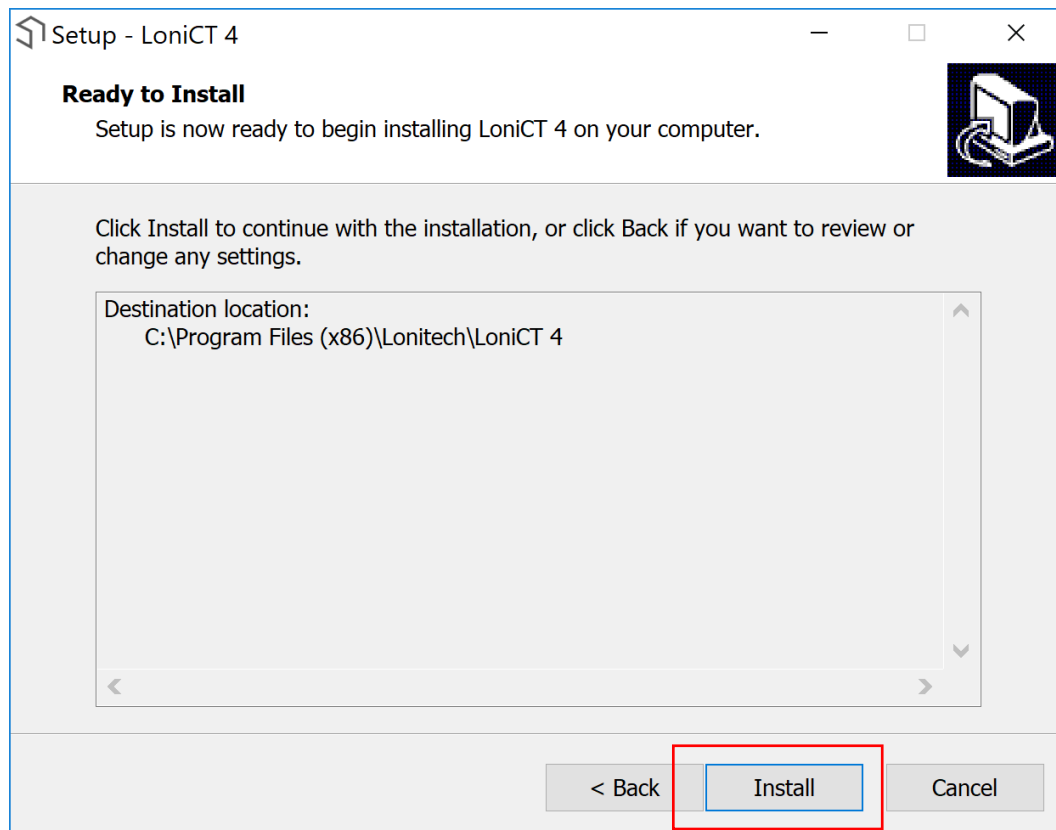 Setup - LoniCT 4
Ready to Install
Setup is now ready to begin installing LoniCT 4 on your computer.
Click Install to continue with the installation, or click Back if you want to review or
change any settings.
Destination location:
C:\Program Files (x86)\Lonitech\LoniCT 4
< Back
Install
Cancel